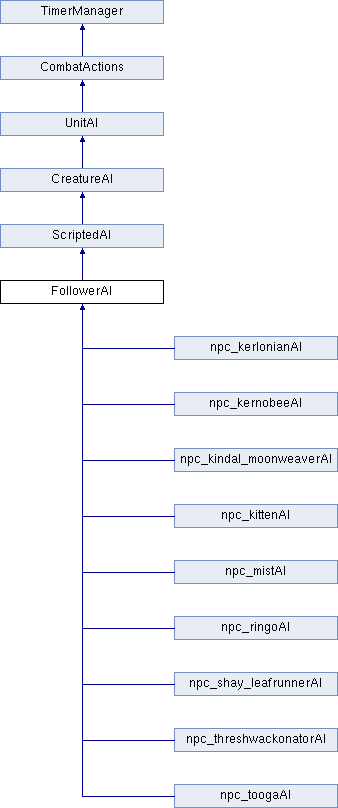 TimerManager
CombatActions
UnitAI
CreatureAI
ScriptedAI
FollowerAI
npc_kerlonianAI
npc_kernobeeAI
npc_kindal_moonweaverAI
npc_kittenAI
npc_mistAI
npc_ringoAI
npc_shay_leafrunnerAI
npc_threshwackonatorAI
npc_toogaAI